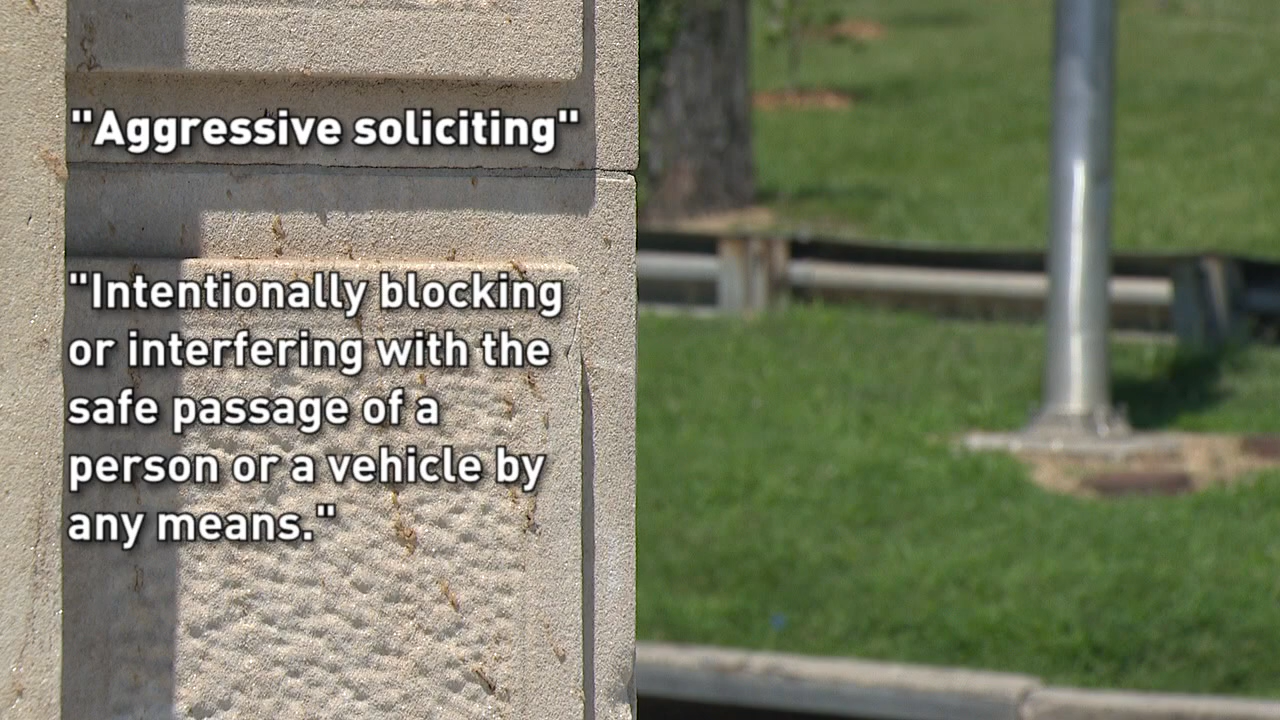 "Aggressive soliciting"
"Intentionally blocking
or interfering with the
safe passage of a
person or a vehicle by
any means."